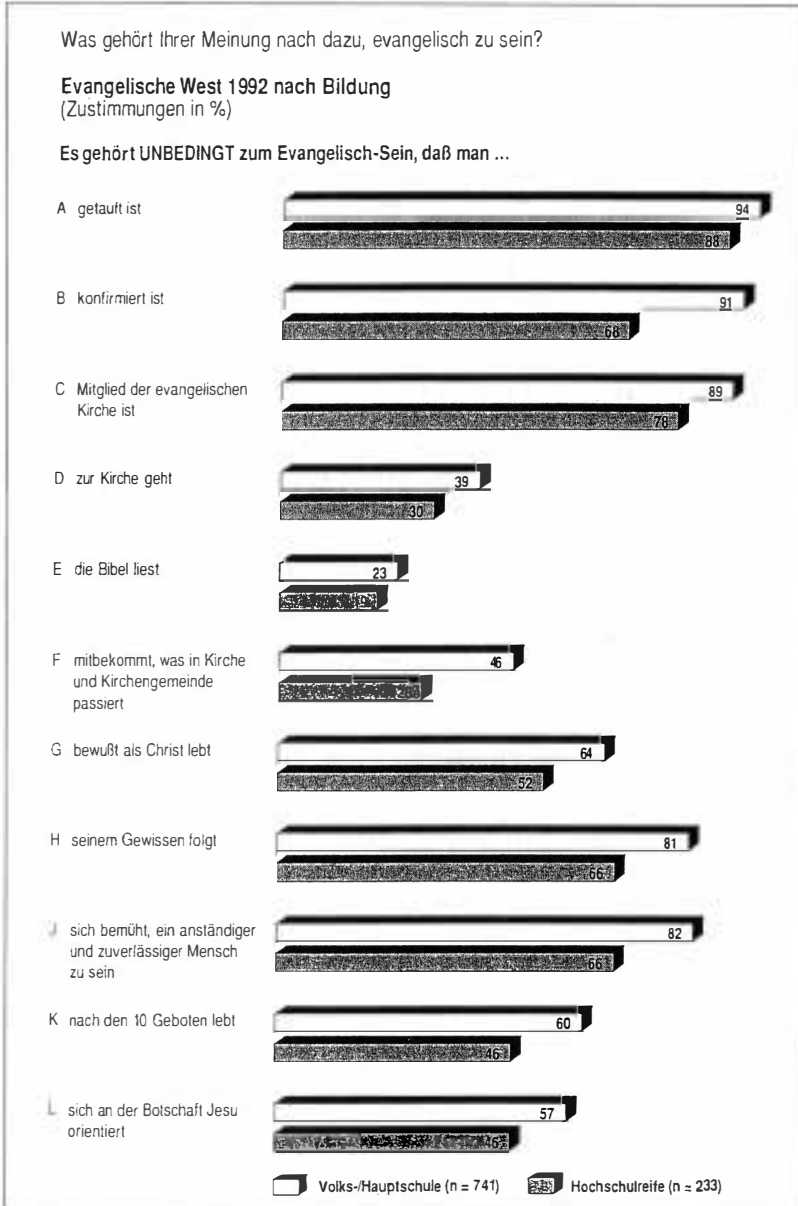 Was gehört Ihrer Meinung nach dazu, evangelisch zu sein?
Evangelische West 1992 nach Bildung
(Zustimmungen in %)
Es gehört UNBEDINGT zum Evangelisch-Sein, daß man ...
A getauft ist
94
88
B konfirmiert ist
91
68
C Mitglied der evangelischen
Kirche ist
89
78
D zur Kirche geht
39
30
E die Bibel liest
23
F mitbekommt, was in Kirche
und Kirchengemeinde
passiert
46
G bewußt als Christ lebt
64
52
H seinem Gewissen folgt
81
66
J sich bemüht, ein anständiger
und zuverlässiger Mensch
zu sein
82
66
K nach den 10 Geboten lebt
60
46
L sich an der Botschaft Jesu
orientiert
57
Volks-/Hauptschule (n = 741) Hochschulreife (n = 233)